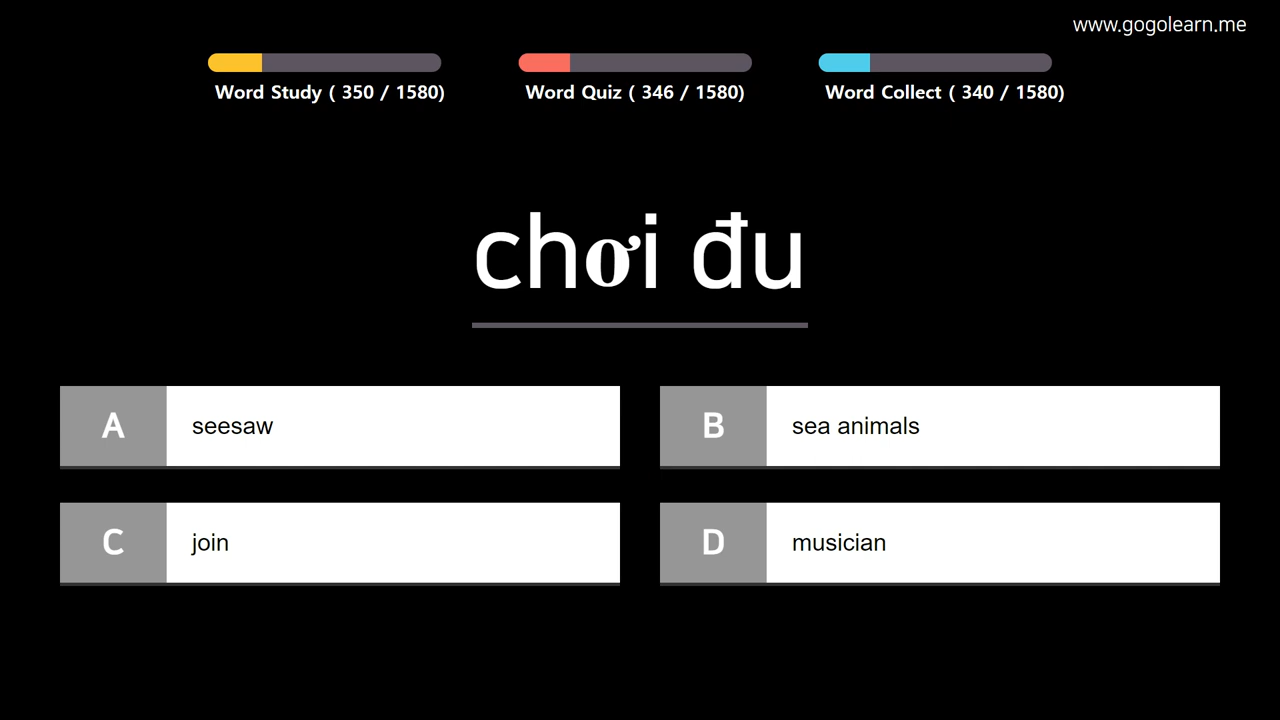 www.gogolearn.me
Word Study ( 350 / 1580)
Word Quiz ( 346 / 1580)
Word Collect ( 340 / 1580)
chơi đu
A seesaw
B sea animals
C join
D musician